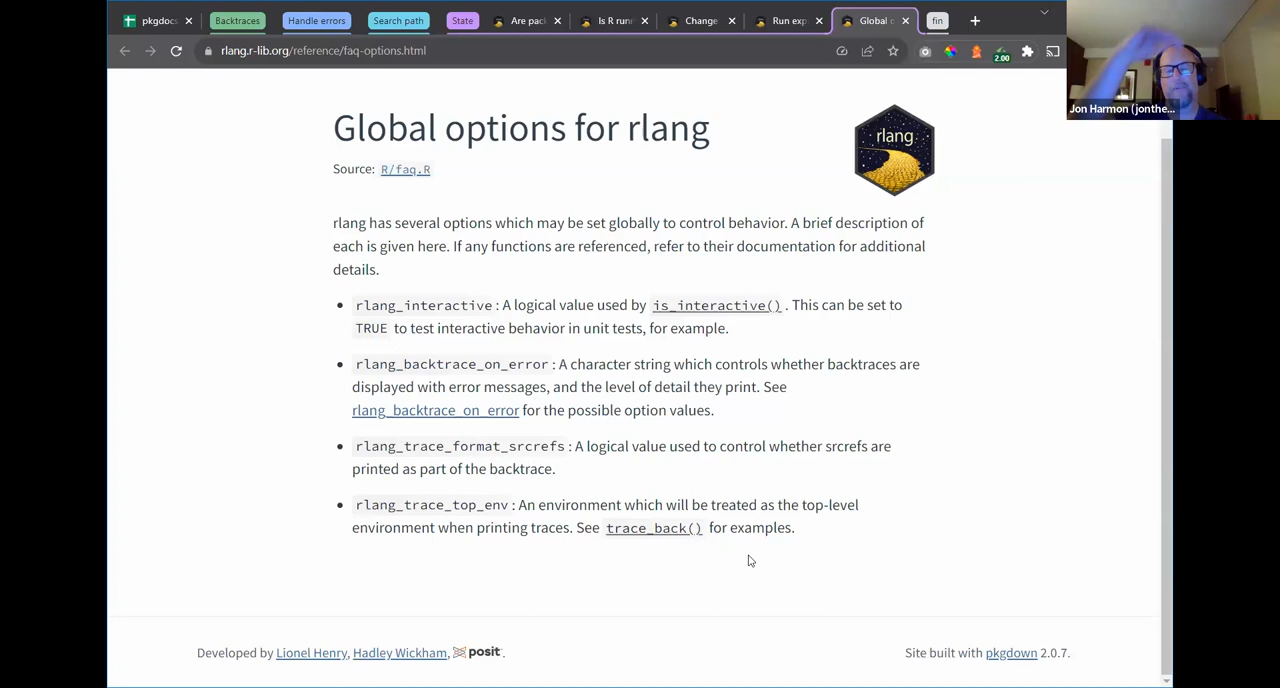 pkgdocs
Backtraces
Handle errors
Search path
State
Are pac
Is R run
Change
Run exp
Global o
fin
rlang.r-lib.org/reference/faq-options.html
2.00
Jon Harmon (jonthe...
Global options for rlang
rlang
Source: R/faq.R
rlang has several options which may be set globally to control behavior. A brief description of
each is given here. If any functions are referenced, refer to their documentation for additional
details.
• rlang_interactive: A logical value used by is_interactive(). This can be set to
TRUE to test interactive behavior in unit tests, for example.
• rlang_backtrace_on_error: A character string which controls whether backtraces are
displayed with error messages, and the level of detail they print. See
rlang_backtrace_on_error for the possible option values.
• rlang_trace_format_srcrefs: A logical value used to control whether srcrefs are
printed as part of the backtrace.
• rlang_trace_top_env: An environment which will be treated as the top-level
environment when printing traces. See trace_back() for examples.
Developed by Lionel Henry, Hadley Wickham, posit.
Site built with pkgdown 2.0.7.